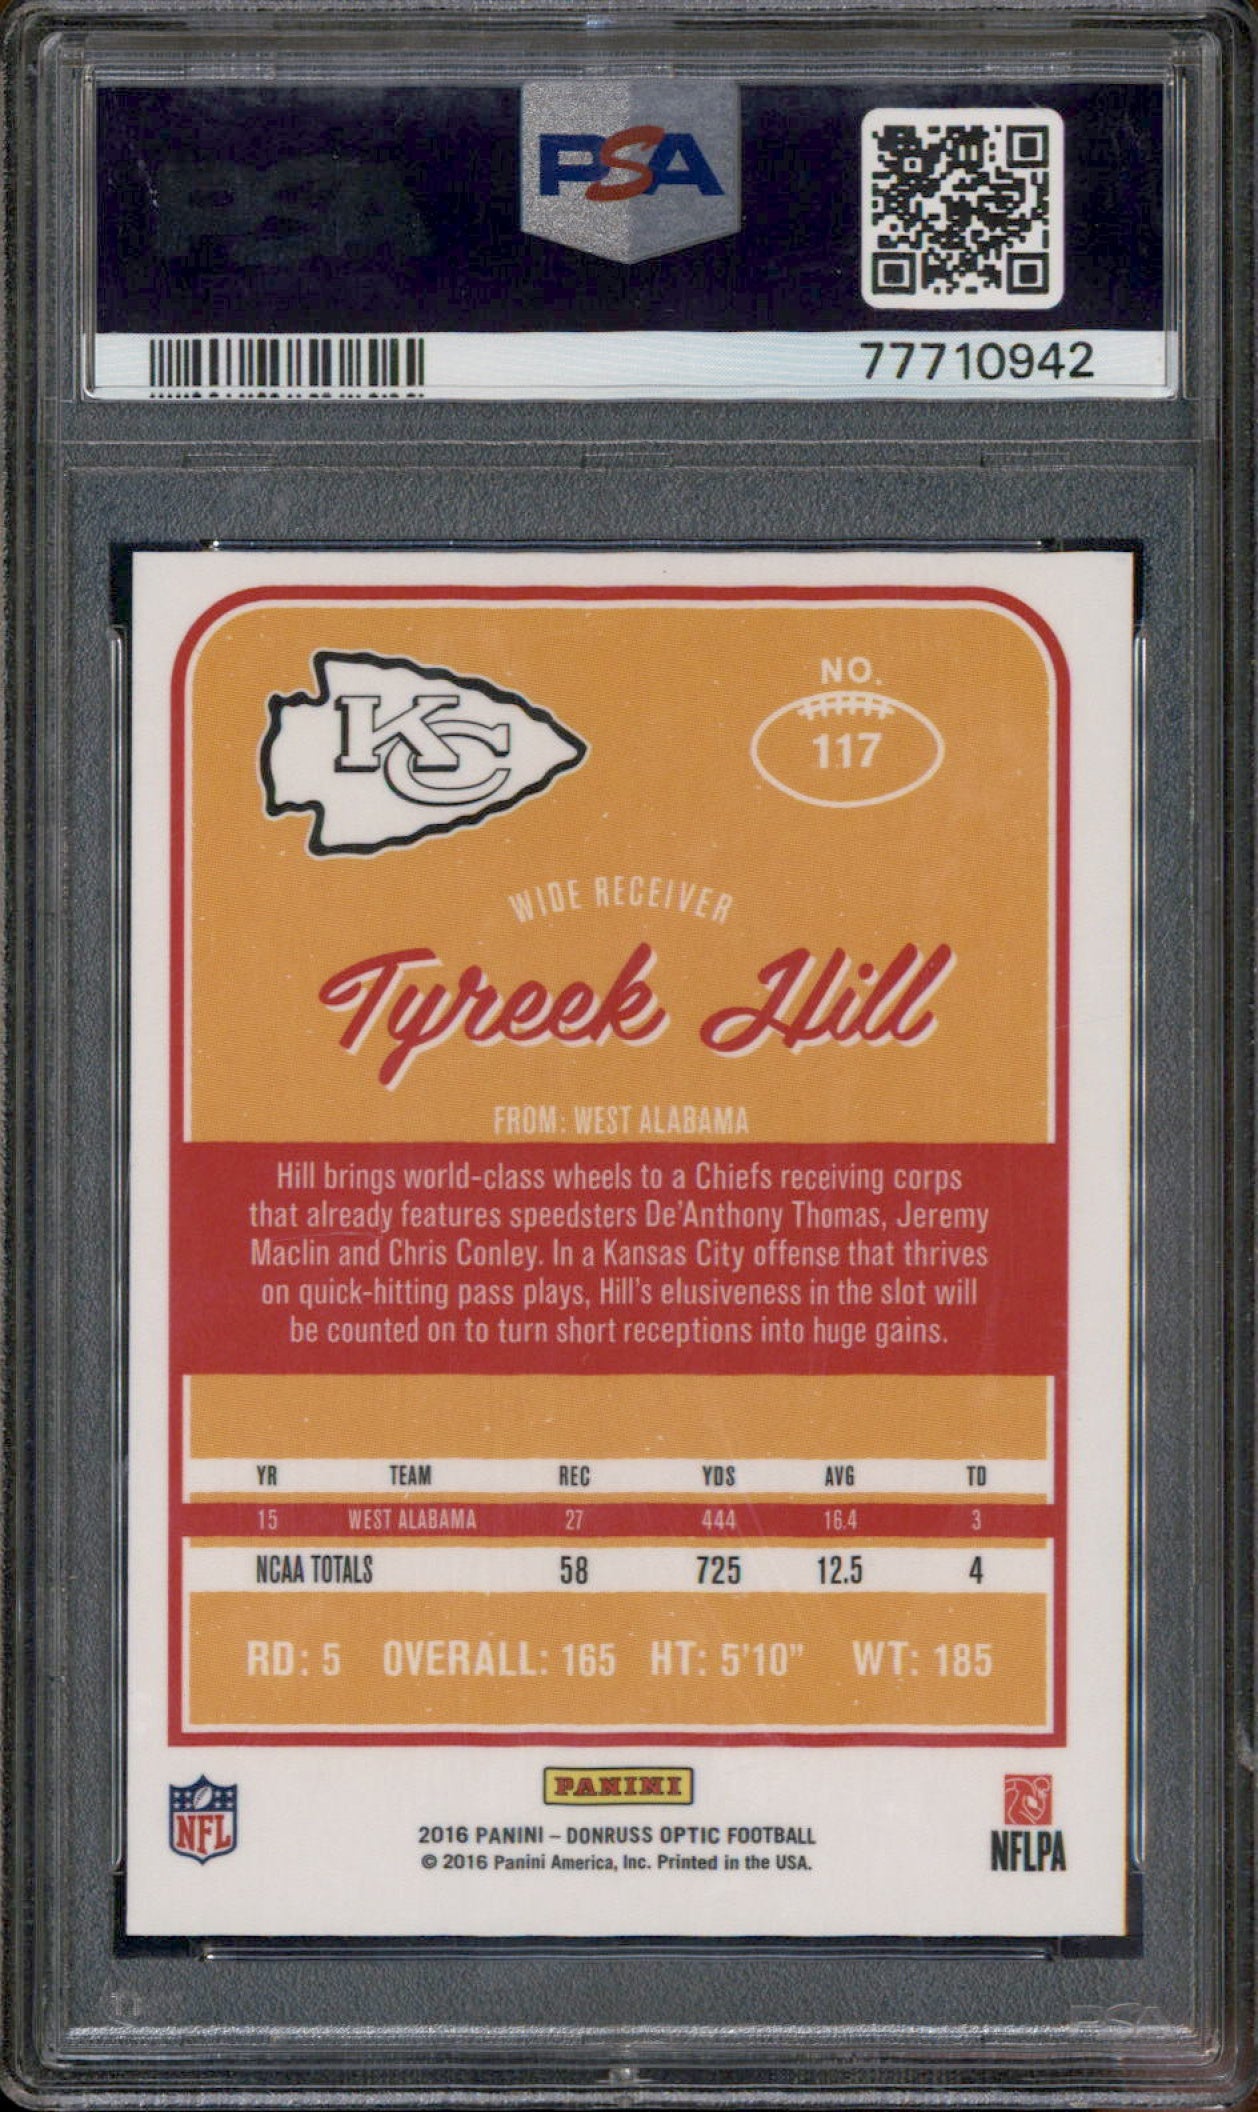 PSA
77710942
KC
NO.
117
WIDE RECEIVER
Tyreek Hill
FROM: WEST ALABAMA
Hill brings world-class wheels to a Chiefs receiving corps
that already features speedsters De'Anthony Thomas, Jeremy
Maclin and Chris Conley. In a Kansas City offense that thrives
on quick-hitting pass plays, Hill's elusiveness in the slot will
be counted on to turn short receptions into huge gains.
YR TEAM REC YDS AVG TD
15 WEST ALABAMA 27 444 16.4 3
NCAA TOTALS 58 725 12.5 4
RD: 5 OVERALL: 165 HT: 5'10” WT: 185
NFL
PANINI
2016 PANINI – DONRUSS OPTIC FOOTBALL
© 2016 Panini America, Inc. Printed in the USA.
NFLPA
PSA